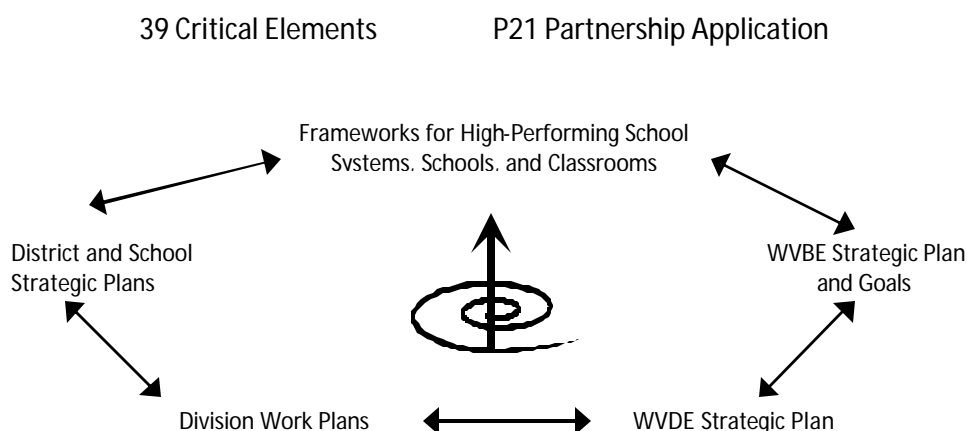 39 Critical Elements P21 Partnership Application
Frameworks for High-Performing School
Systems, Schools, and Classrooms
District and School
Strategic Plans
WVBE Strategic Plan
and Goals
Division Work Plans
WVDE Strategic Plan